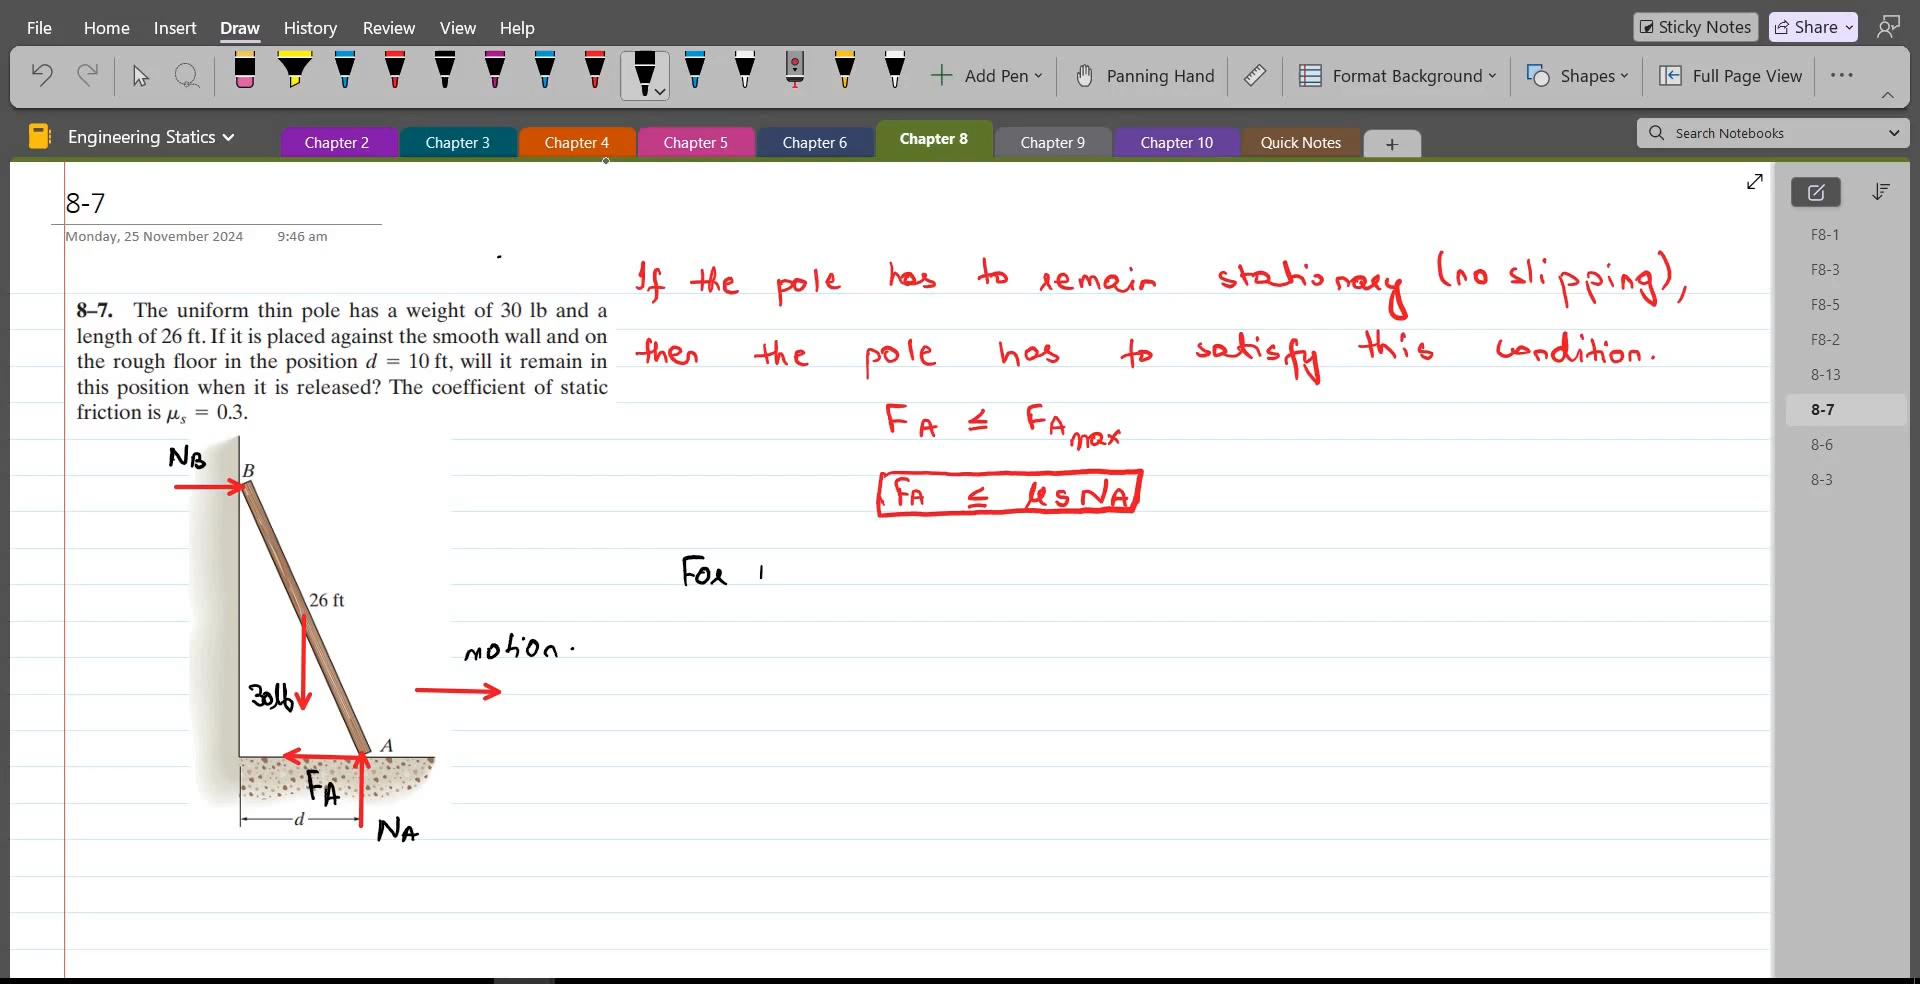 File Home Insert Draw History Review View Help
Sticky Notes Share
Add Pen Panning Hand Format Background Shapes Full Page View
Engineering Statics Chapter 2 Chapter 3 Chapter 4 Chapter 5 Chapter 6 Chapter 8 Chapter 9 Chapter 10 Quick Notes +
Search Notebooks
8-7
Monday, 25 November 2024 9:46 am
8–7. The uniform thin pole has a weight of 30 lb and a
length of 26 ft. If it is placed against the smooth wall and on
the rough floor in the position d = 10 ft, will it remain in
this position when it is released? The coefficient of static
friction is μs = 0.3.
NB
B
26 ft
30lb
motion.
A
FA
d
NA
If the pole has to remain stationary (no slipping),
then the pole has to satisfy this condition.
FA ≤ FA max
FA ≤ μs NA
For
F8-1
F8-3
F8-5
F8-2
8-13
8-7
8-6
8-3